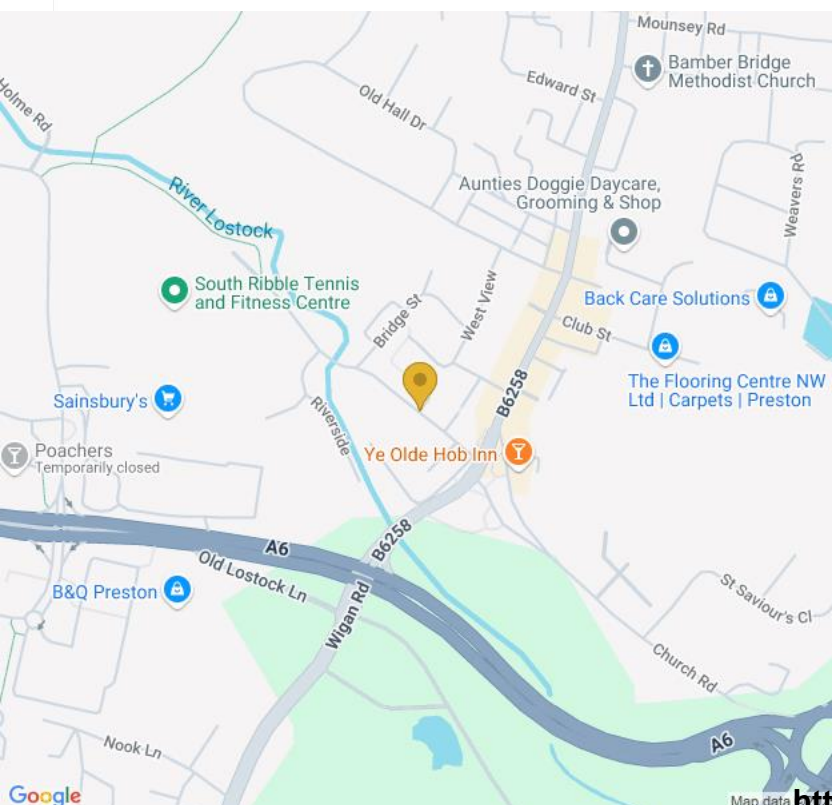 Mounsey Rd
Bamber Bridge
Methodist Church
Edward St
Holme Rd
Old Hall Dr
Weavers Rd
Aunties Doggie Daycare,
Grooming & Shop
River Lostock
South Ribble Tennis
and Fitness Centre
Bridge St
West View
Back Care Solutions
Club St
The Flooring Centre NW
Ltd | Carpets | Preston
B6258
Sainsbury's
Riverside
Poachers
Temporarily closed
Ye Olde Hob Inn
A6
B6258
Old Lostock Ln
B&Q Preston
Wigan Rd
St Saviour's Cl
Church Rd
Nook Ln
A6
Google
Map data
htt